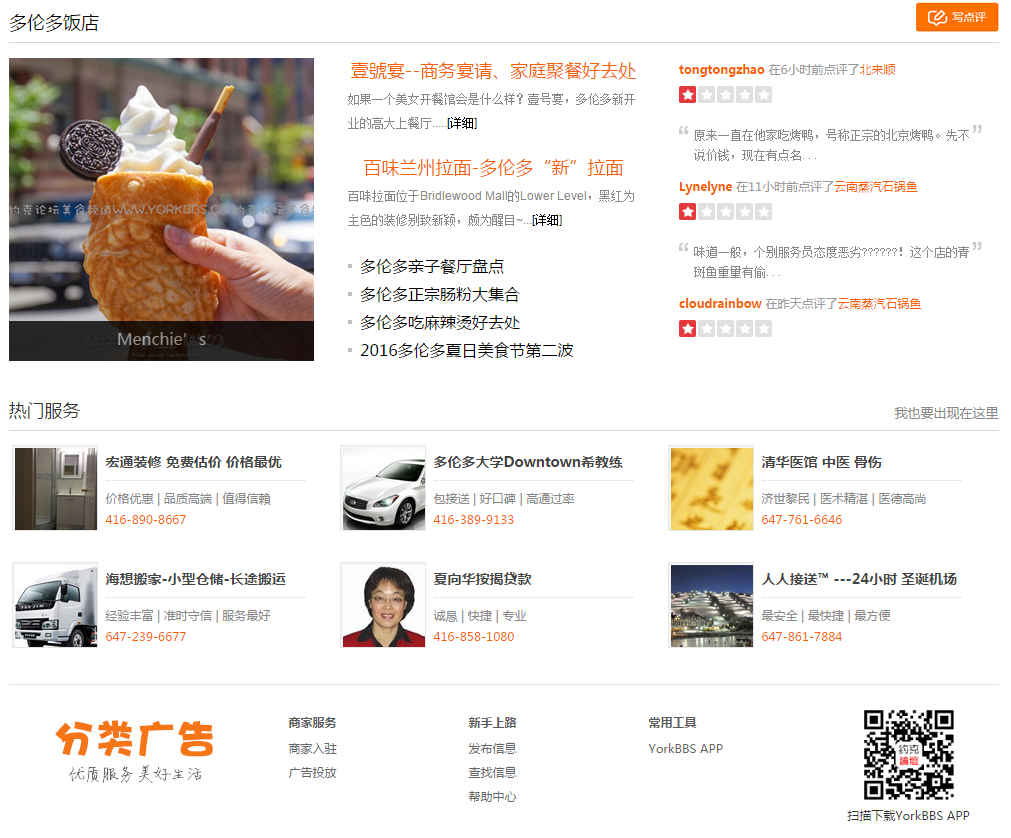 多伦多饭店
写点评
约克论坛美食频道WWW.YORKBBS.C
Menchie’s
壹號宴--商务宴请、家庭聚餐好去处
如果一个美女开餐馆会是什么样？壹号宴，多伦多新开
业的高大上餐厅.....[详细]
百味兰州拉面-多伦多“新”拉面
百味拉面位于Bridlewood Mall的Lower Level，黑红为
主色的装修别致新颖，颇为醒目~...[详细]
多伦多亲子餐厅盘点
多伦多正宗肠粉大集合
多伦多吃麻辣烫好去处
2016多伦多夏日美食节第二波
tongtongzhao 在6小时前点评了北来顺
“ 原来一直在他家吃烤鸭，号称正宗的北京烤鸭。先不 ”
说价钱，现在有点名...
Lynelyne 在11小时前点评了云南蒸汽石锅鱼
“ 味道一般，个别服务员态度恶劣??????！这个店的青 ”
斑鱼重量有偷...
cloudrainbow 在昨天点评了云南蒸汽石锅鱼
热门服务
我也要出现在这里
宏通装修 免费估价 价格最优
价格优惠 | 品质高端 | 值得信赖
416-890-8667
多伦多大学Downtown希教练
包接送 | 好口碑 | 高通过率
416-389-9133
清华医馆 中医 骨伤
济世黎民 | 医术精湛 | 医德高尚
647-761-6646
海想搬家-小型仓储-长途搬运
经验丰富 | 准时守信 | 服务最好
647-239-6677
夏向华按揭贷款
诚恳 | 快捷 | 专业
416-858-1080
人人接送™ ---24小时 圣诞机场
最安全 | 最快捷 | 最方便
647-861-7884
分类广告
优质服务美好生活
商家服务
商家入驻
广告投放
新手上路
发布信息
查找信息
帮助中心
常用工具
YorkBBS APP
约克
論壇
扫描下载YorkBBS APP